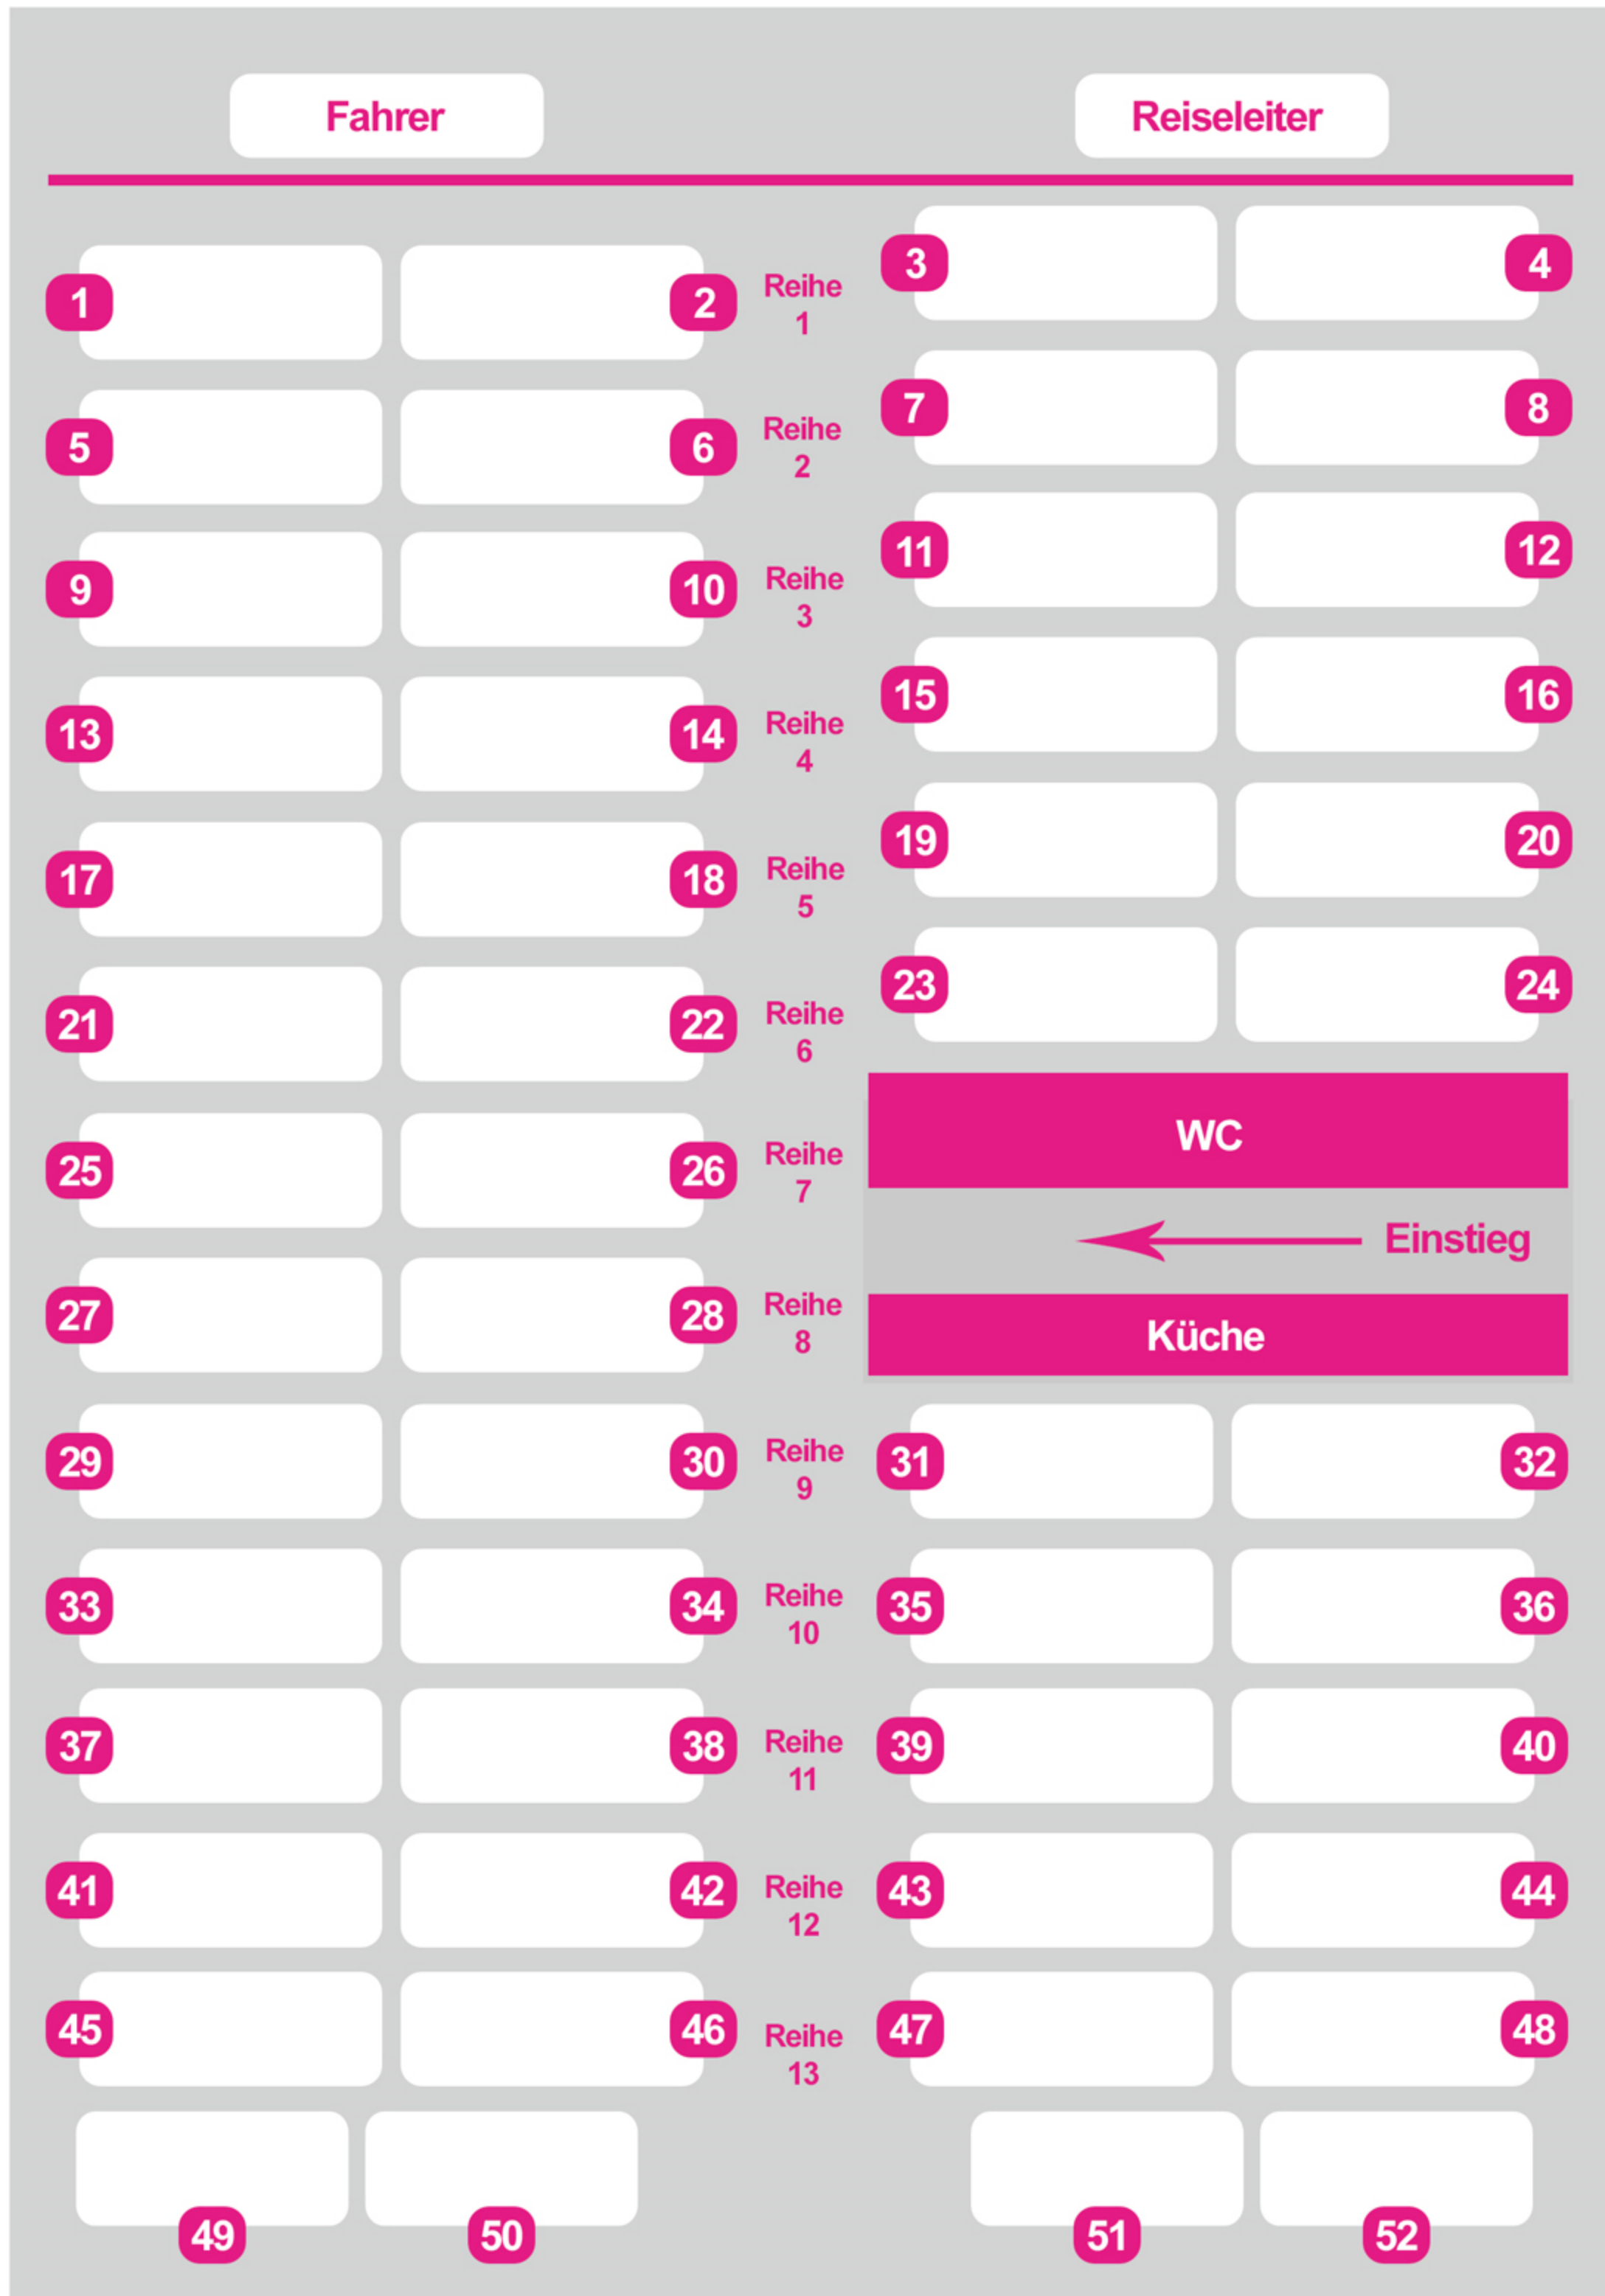 Fahrer Reiseleiter
1 2 Reihe 1 3 4
5 6 Reihe 2 7 8
9 10 Reihe 3 11 12
13 14 Reihe 4 15 16
17 18 Reihe 5 19 20
21 22 Reihe 6 23 24
WC
25 26 Reihe 7
Einstieg
27 28 Reihe 8
Küche
29 30 Reihe 9 31 32
33 34 Reihe 10 35 36
37 38 Reihe 11 39 40
41 42 Reihe 12 43 44
45 46 Reihe 13 47 48
49 50 51 52